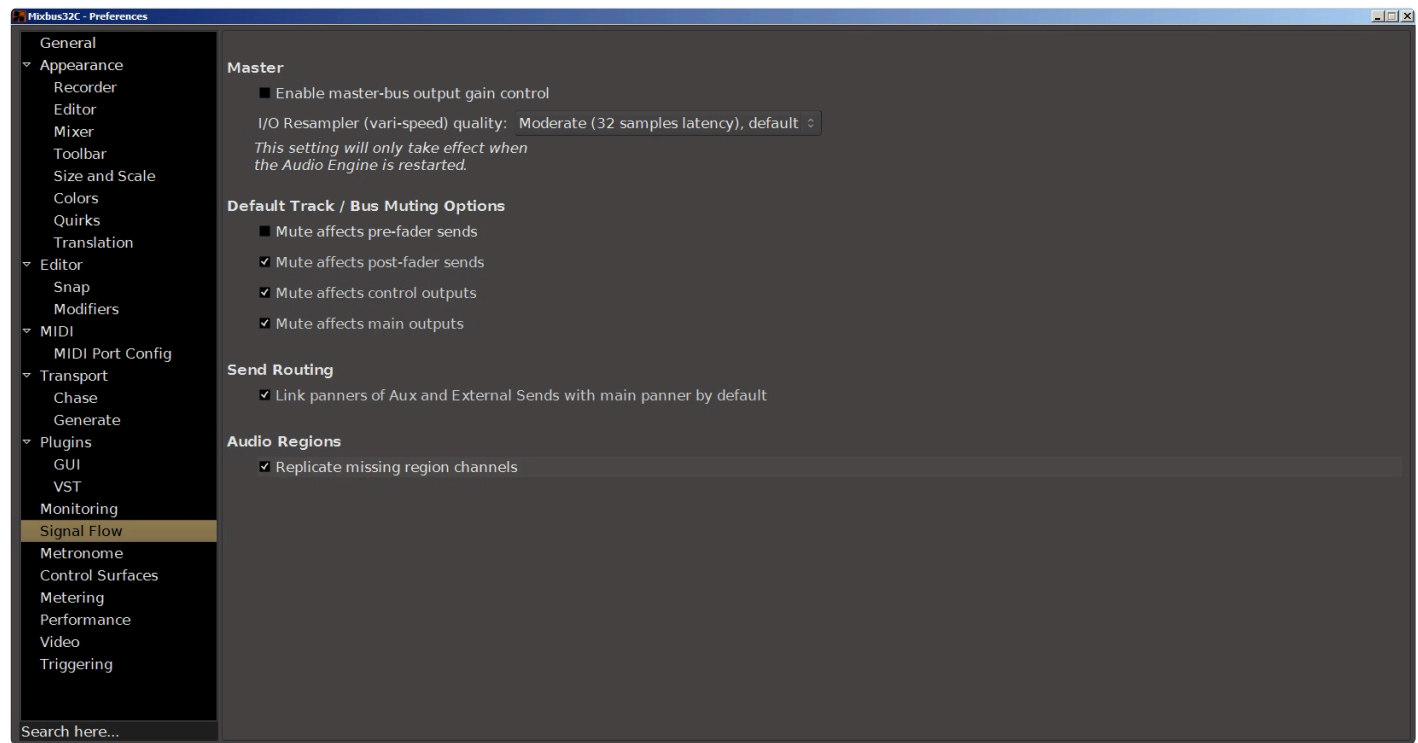 Mixbus32C - Preferences
General
Appearance
Recorder
Editor
Mixer
Toolbar
Size and Scale
Colors
Quirks
Translation
Editor
Snap
Modifiers
MIDI
MIDI Port Config
Transport
Chase
Generate
Plugins
GUI
VST
Monitoring
Signal Flow
Metronome
Control Surfaces
Metering
Performance
Video
Triggering
Search here...
Master
Enable master-bus output gain control
I/O Resampler (vari-speed) quality: Moderate (32 samples latency), default
This setting will only take effect when
the Audio Engine is restarted.
Default Track / Bus Muting Options
Mute affects pre-fader sends
Mute affects post-fader sends
Mute affects control outputs
Mute affects main outputs
Send Routing
Link panners of Aux and External Sends with main panner by default
Audio Regions
Replicate missing region channels